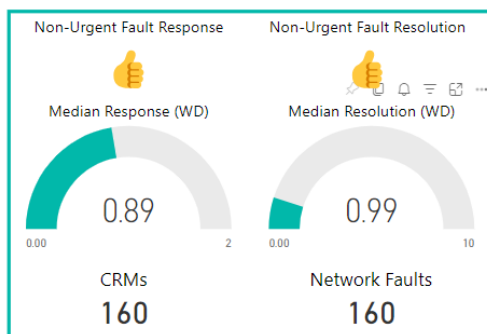 Non-Urgent Fault Response
Median Response (WD)
0.89
0.00
2
CRMs
160
Non-Urgent Fault Resolution
Median Resolution (WD)
0.99
0.00
10
Network Faults
160